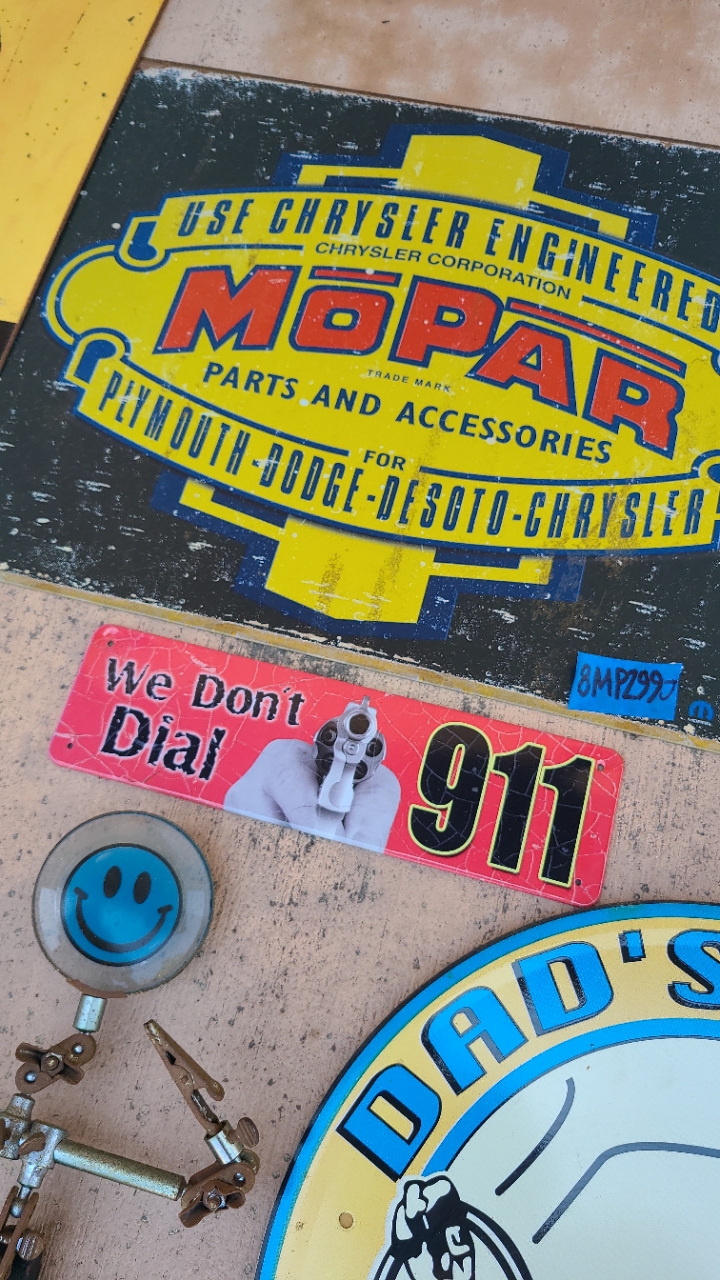 USE CHRYSLER ENGINEERED
CHRYSLER CORPORATION
MOPAR
TRADE MARK
PARTS AND ACCESSORIES
FOR
PLYMOUTH-DODGE-DESOTO-CHRYSLER
We Don't
Dial
911
DAD'S